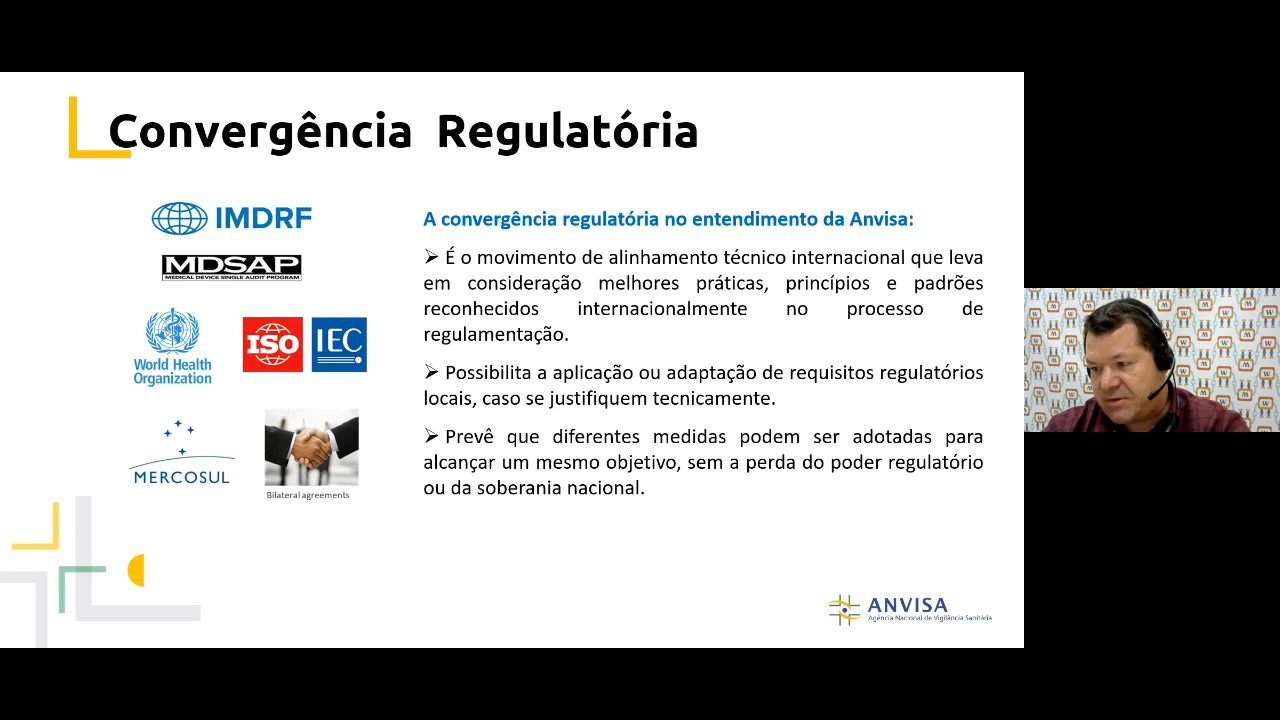 Convergência Regulatória
IMDRF
MDSAP
MEDICAL DEVICE SINGLE AUDIT PROGRAM
World Health
Organization
ISO
IEC
MERCOSUL
Bilateral agreements
A convergência regulatória no entendimento da Anvisa:
➢ É o movimento de alinhamento técnico internacional que leva
em consideração melhores práticas, princípios e padrões
reconhecidos internacionalmente no processo de
regulamentação.
➢ Possibilita a aplicação ou adaptação de requisitos regulatórios
locais, caso se justifiquem tecnicamente.
➢ Prevê que diferentes medidas podem ser adotadas para
alcançar um mesmo objetivo, sem a perda do poder regulatório
ou da soberania nacional.
ANVISA
Agência Nacional de Vigilância Sanitária